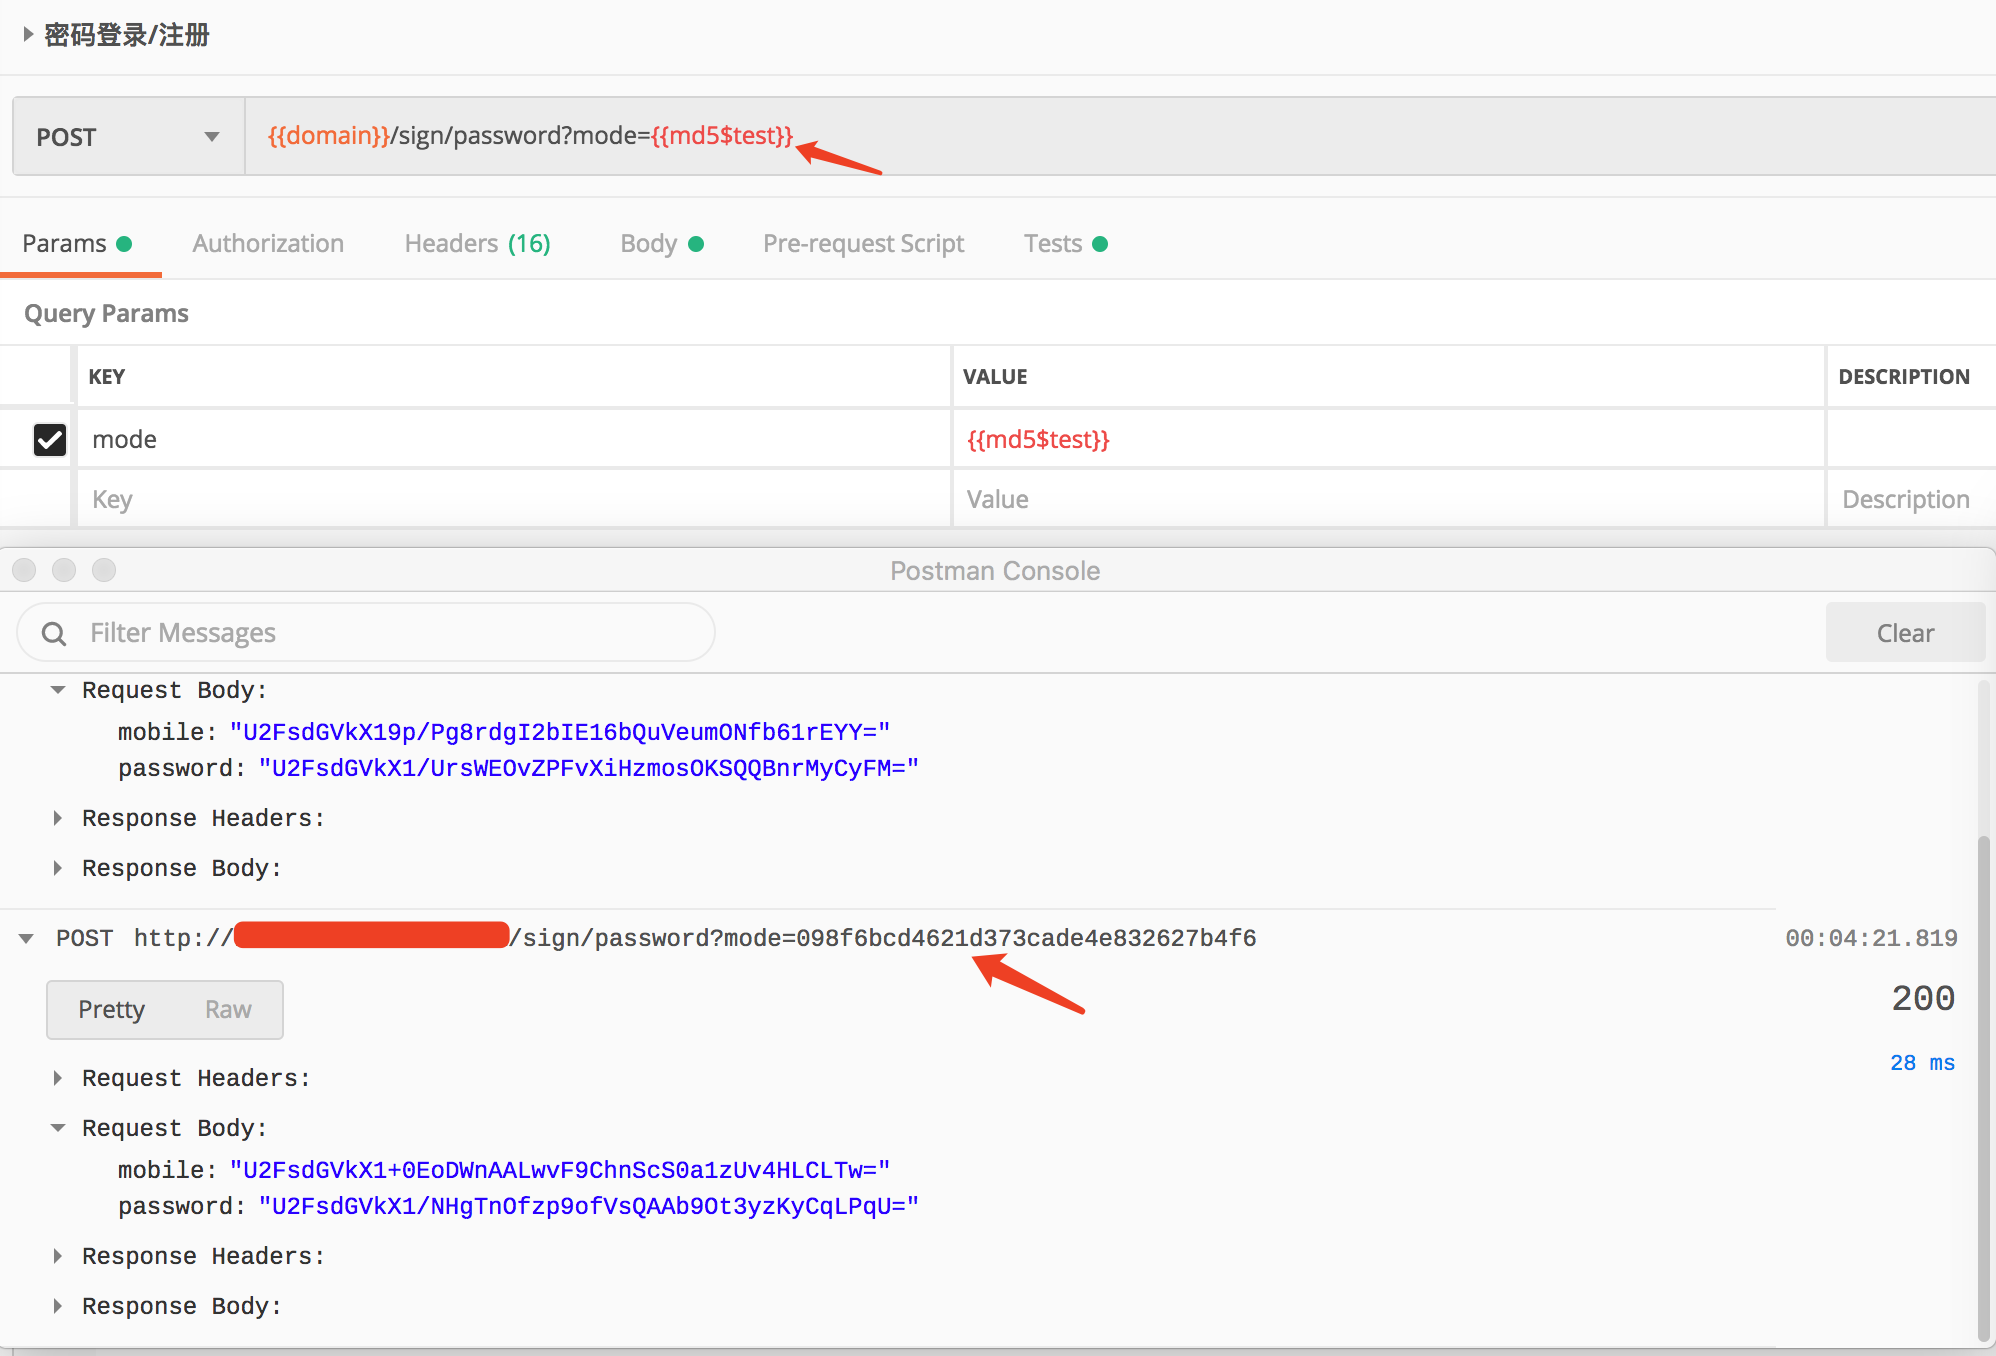 密码登录/注册
POST {{domain}}/sign/password?mode={{md5$test}}
Params Authorization Headers (16) Body Pre-request Script Tests
Query Params
KEY VALUE DESCRIPTION
mode {{md5$test}}
Key Value Description
Postman Console
Filter Messages Clear
Request Body:
mobile: "U2FsdGVkX19p/Pg8rdgI2bIE16bQuVeumONfb61rEYY="
password: "U2FsdGVkX1/UrsWEOvZPFvXiHzmosOKSQQBnrMyCyFM="
Response Headers:
Response Body:
POST http:// /sign/password?mode=098f6bcd4621d373cade4e832627b4f6 00:04:21.819
Pretty Raw 200
28 ms
Request Headers:
Request Body:
mobile: "U2FsdGVkX1+0EoDWnAALwvF9ChnScS0a1zUv4HLCLTw="
password: "U2FsdGVkX1/NHgTnOfzp9ofVsQAAb9Ot3yzKyCqLPqU="
Response Headers:
Response Body: